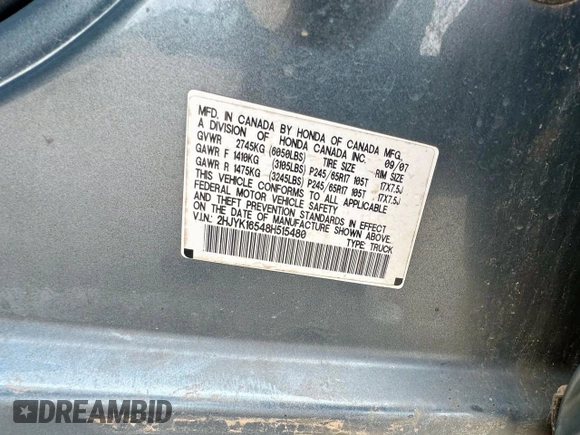 MFD. IN CANADA BY HONDA OF CANADA MFG.,
A DIVISION OF HONDA CANADA INC. 09/07
GVWR 2745KG (6050LBS) TIRE SIZE RIM SIZE
GAWR F 1410KG (3105LBS) P245/65R17 105T 17X7.5J
GAWR R 1475KG (3245LBS) P245/65R17 105T 17X7.5J
THIS VEHICLE CONFORMS TO ALL APPLICABLE
FEDERAL MOTOR VEHICLE SAFETY
AND THEFT PREVENTION STANDARDS IN EFFECT
ON THE DATE OF MANUFACTURE SHOWN ABOVE.
V.I.N.: 2HJYK16548H515480
TYPE: TRUCK
DREAMBID